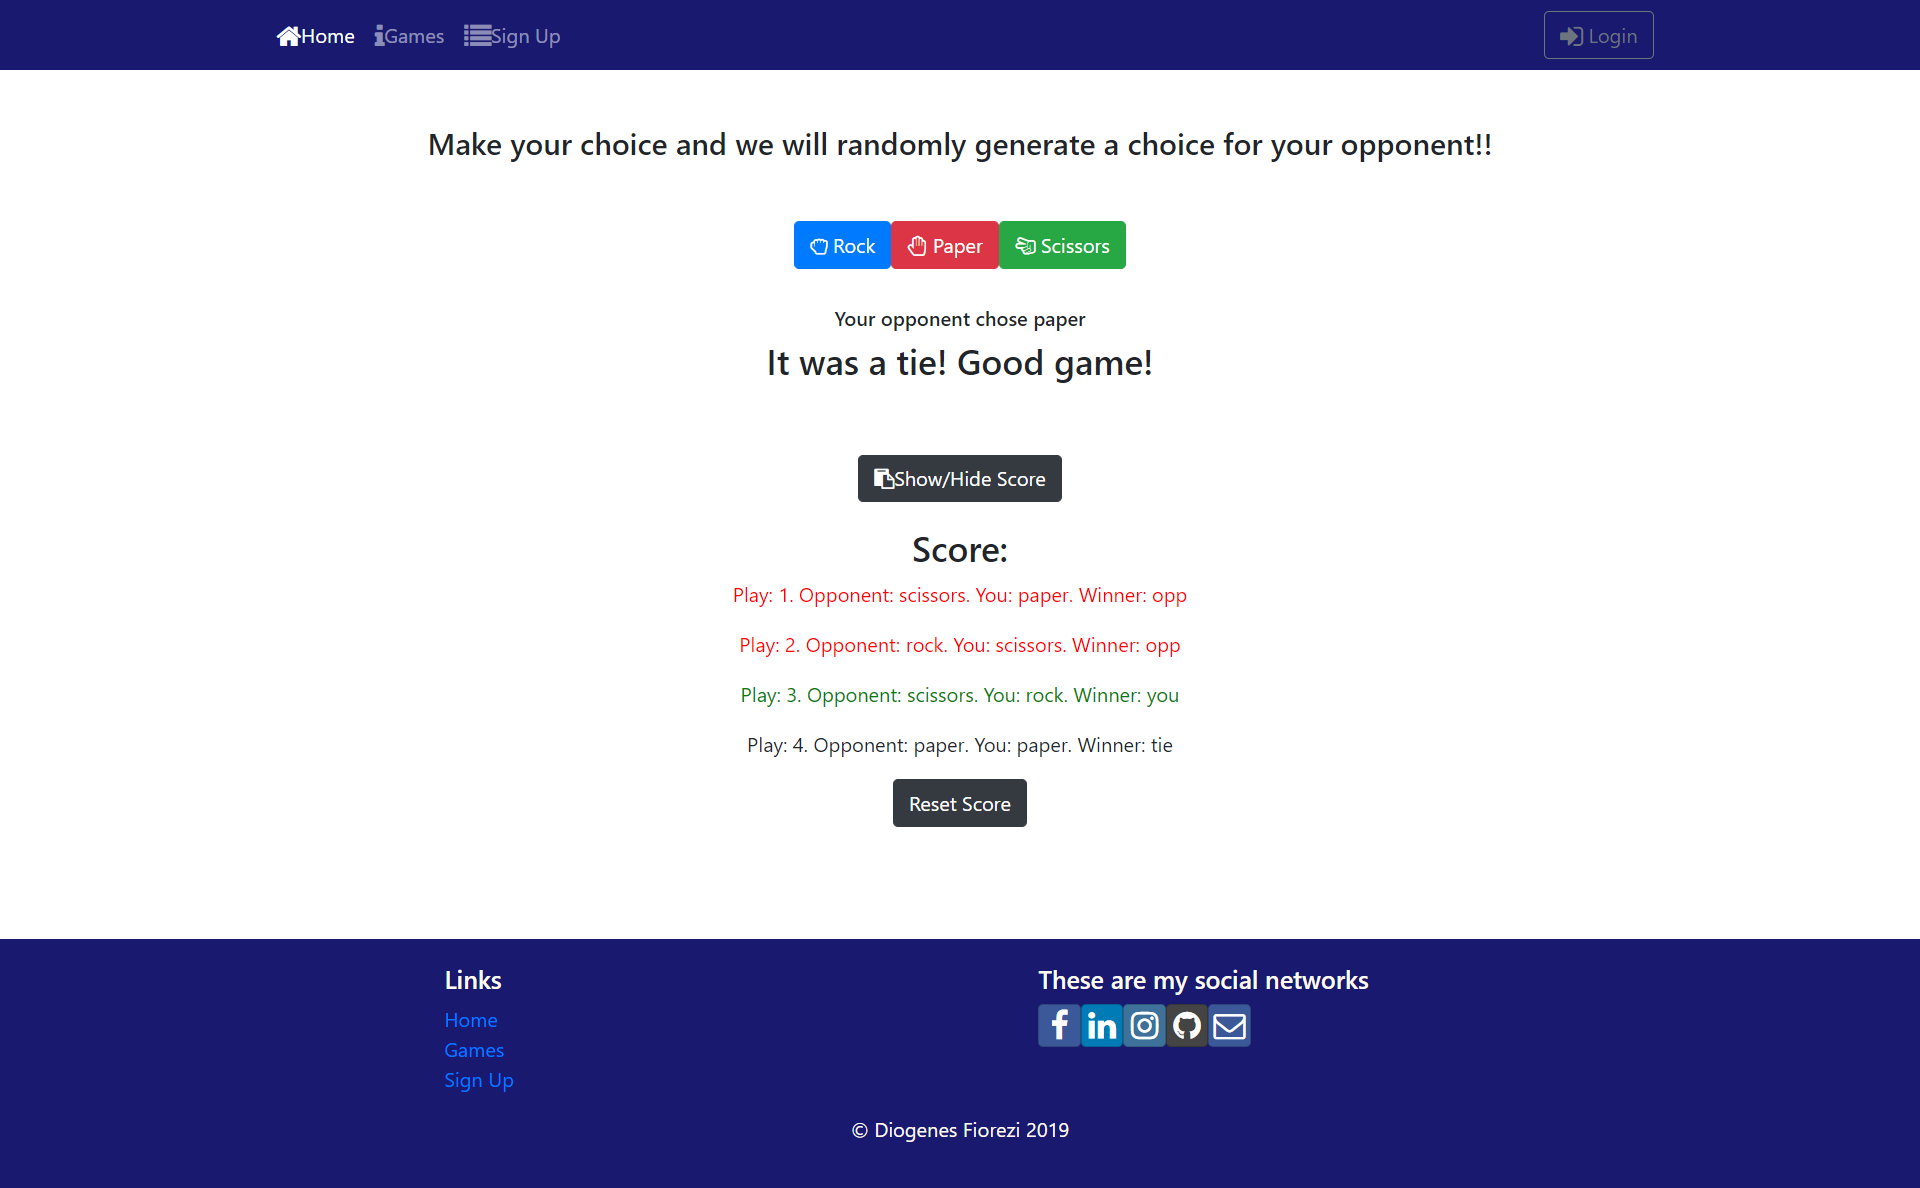 Home Games Sign Up Login
Make your choice and we will randomly generate a choice for your opponent!!
Rock Paper Scissors
Your opponent chose paper
It was a tie! Good game!
Show/Hide Score
Score:
Play: 1. Opponent: scissors. You: paper. Winner: opp
Play: 2. Opponent: rock. You: scissors. Winner: opp
Play: 3. Opponent: scissors. You: rock. Winner: you
Play: 4. Opponent: paper. You: paper. Winner: tie
Reset Score
Links
Home
Games
Sign Up
These are my social networks
© Diogenes Fiorezi 2019